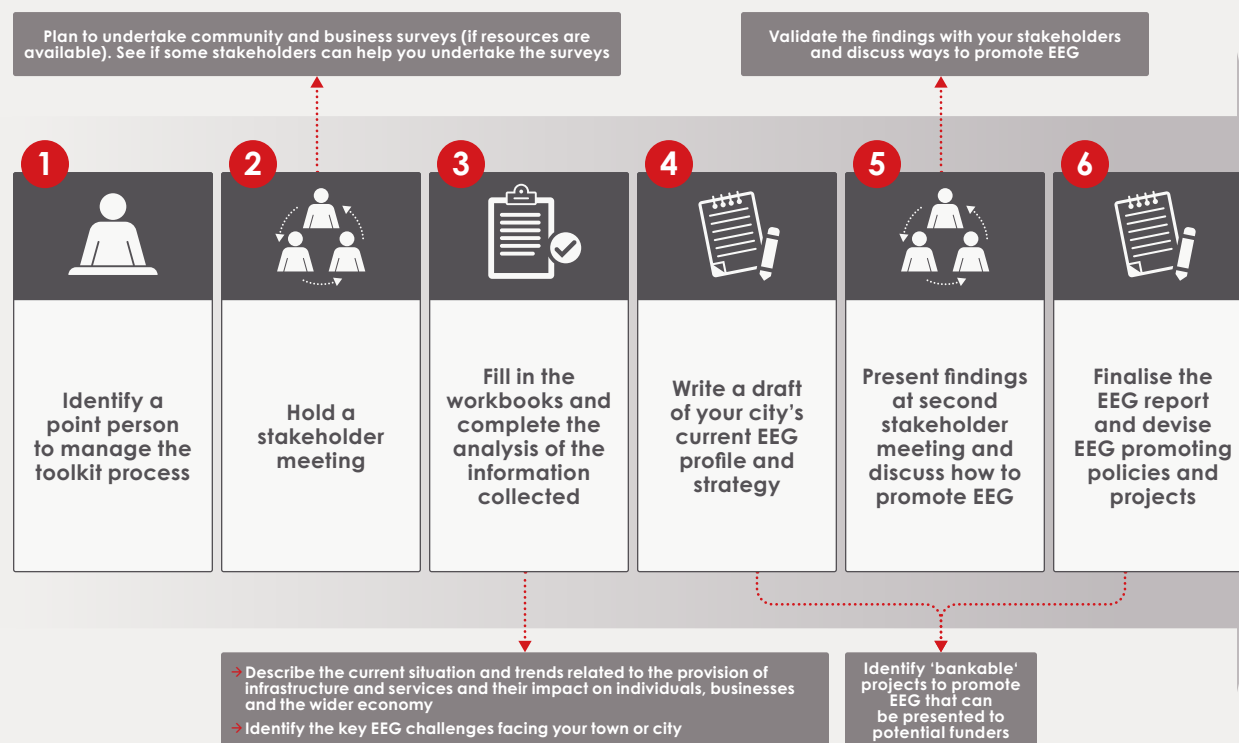 Plan to undertake community and business surveys (if resources are
available). See if some stakeholders can help you undertake the surveys
Validate the findings with your stakeholders
and discuss ways to promote EEG
1
Identify a
point person
to manage the
toolkit process
2
Hold a
stakeholder
meeting
3
Fill in the
workbooks and
complete the
analysis of the
information
collected
4
Write a draft
of your city’s
current EEG
profile and
strategy
5
Present findings
at second
stakeholder
meeting and
discuss how to
promote EEG
6
Finalise the
EEG report
and devise
EEG promoting
policies and
projects
→ Describe the current situation and trends related to the provision of
infrastructure and services and their impact on individuals, businesses
and the wider economy
→ Identify the key EEG challenges facing your town or city
Identify ‘bankable‘
projects to promote
EEG that can
be presented to
potential funders